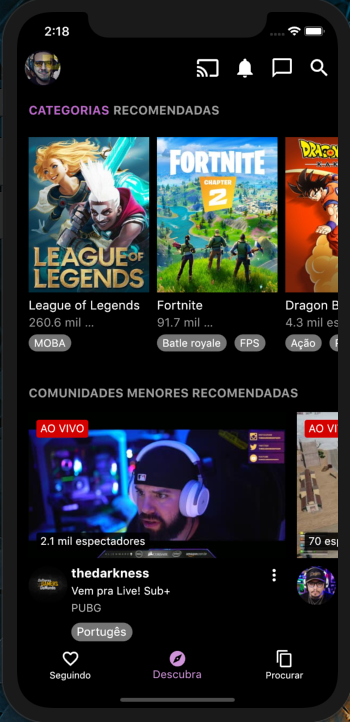 2:18
CATEGORIAS RECOMENDADAS
LEAGUE OF
LEGENDS
FORTNITE
CHAPTER
2
DRAGON
League of Legends
Fortnite
Dragon B
260.6 mil ...
91.7 mil ...
4.3 mil es
MOBA
Batle royale
FPS
Ação
COMUNIDADES MENORES RECOMENDADAS
AO VIVO
AO VI
2.1 mil espectadores
70 esp
thedarkness
Vem pra Live! Sub+
PUBG
Portugês
Seguindo
Descubra
Procurar